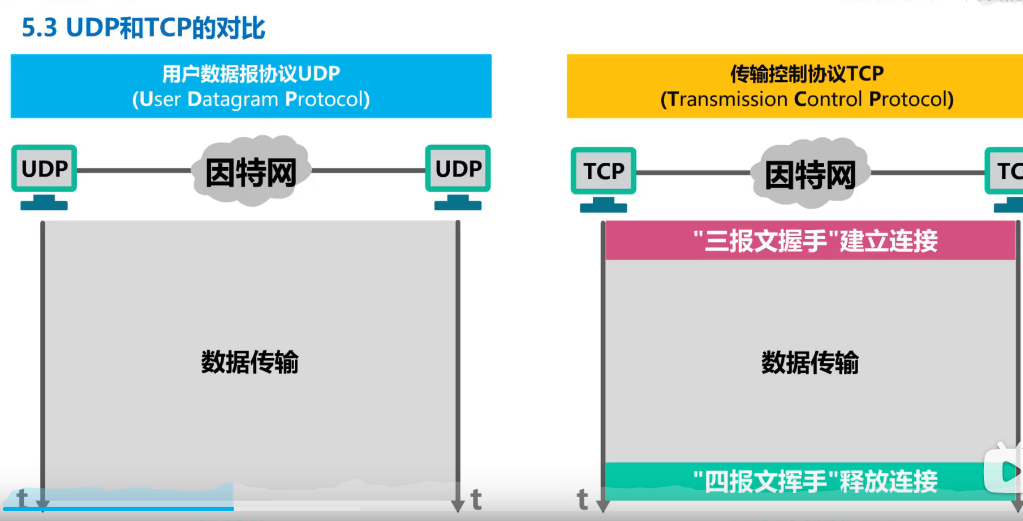 5.3 UDP和TCP的对比
用户数据报协议UDP
(User Datagram Protocol)
传输控制协议TCP
(Transmission Control Protocol)
UDP
因特网
UDP
TCP
因特网
TC
"三报文握手"建立连接
数据传输
数据传输
"四报文挥手"释放连接
t
t
t